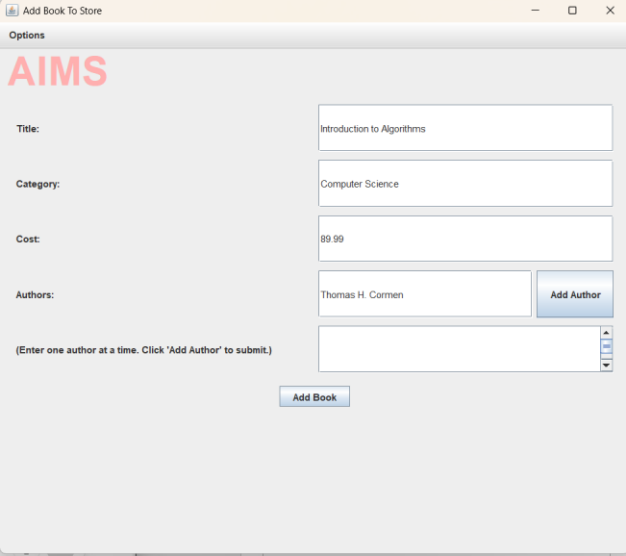 Add Book To Store
Options
AIMS
Title: Introduction to Algorithms
Category: Computer Science
Cost: 89.99
Authors: Thomas H. Cormen Add Author
(Enter one author at a time. Click 'Add Author' to submit.)
Add Book